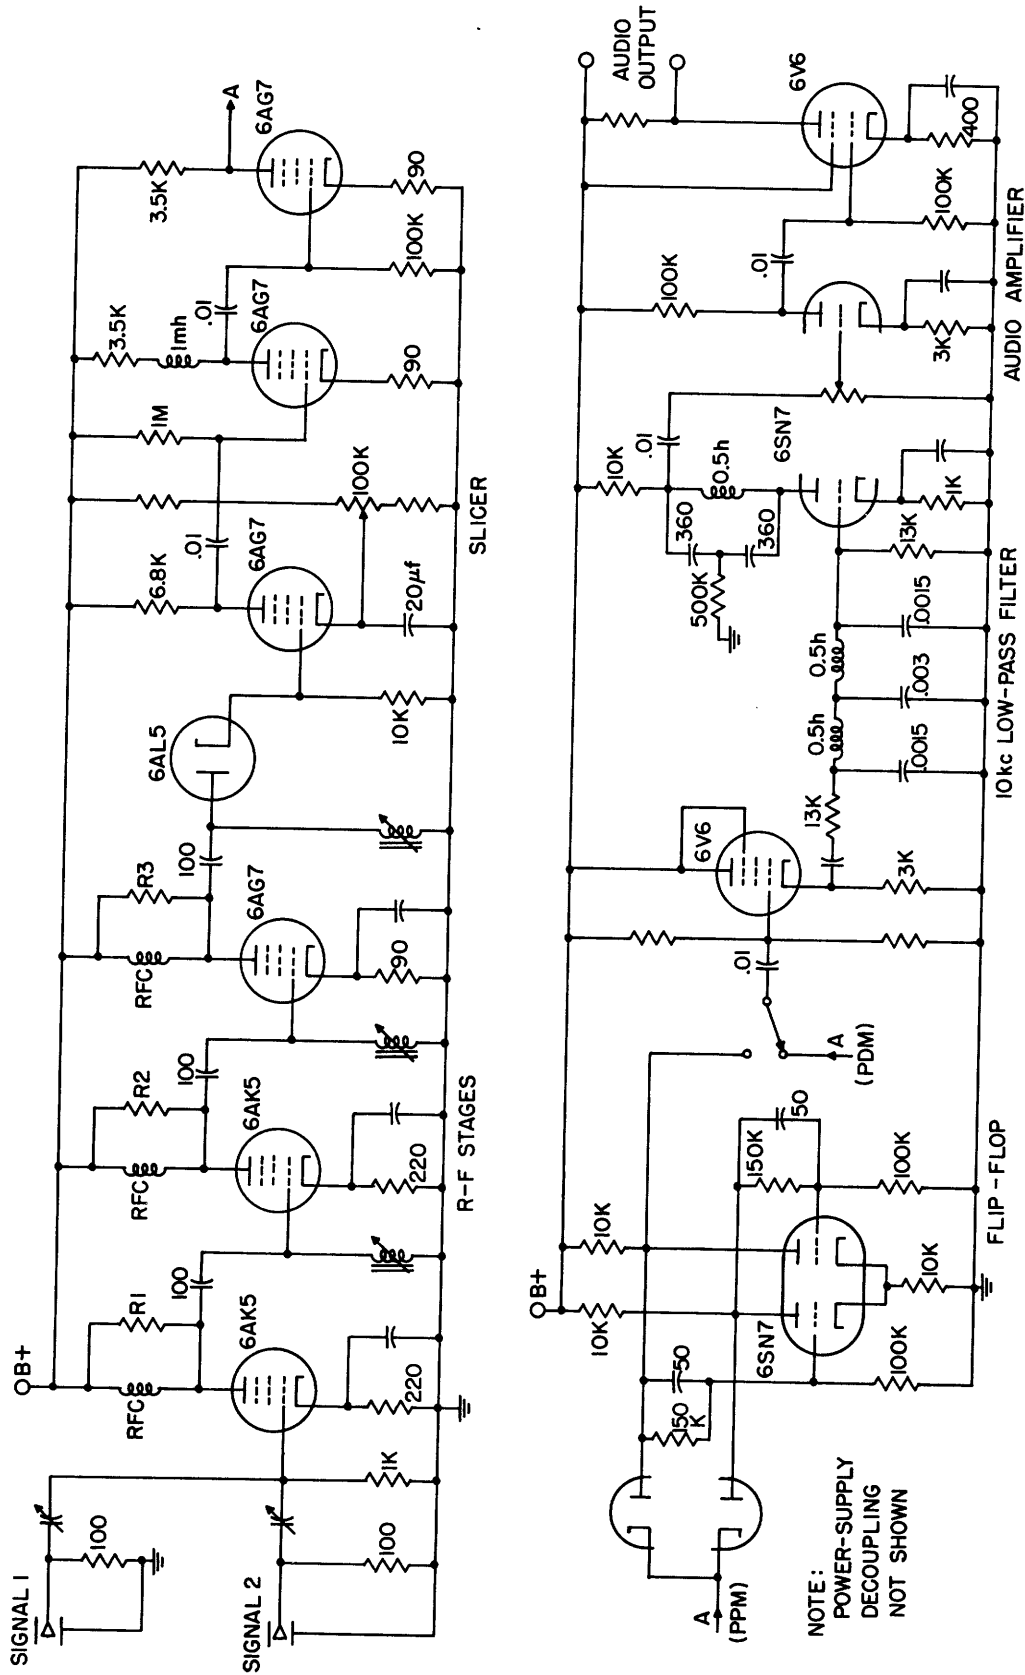 SIGNAL 1
100
SIGNAL 2
100
1K
B+
RFC
R1
100
6AK5
220
RFC
R2
100
6AK5
220
R-F STAGES
RFC
R3
100
6AG7
90
6AL5
10K
6.8K
.01
6AG7
20μf
100K
1M
SLICER
3.5K
1mh
.01
6AG7
90
100K
3.5K
A
6AG7
90
A
(PPM)
NOTE:
POWER-SUPPLY
DECOUPLING
NOT SHOWN
150
K
50
B+
10K
10K
6SN7
100K
10K
150K
50
100K
FLIP-FLOP
A
(PDM)
.01
6V6
3K
13K
0.5h
0.5h
.0015
.003
.0015
13K
10kc LOW-PASS FILTER
500K
360
360
0.5h
10K
.01
6SN7
1K
100K
3K
.01
100K
6V6
400
AUDIO AMPLIFIER
AUDIO
OUTPUT